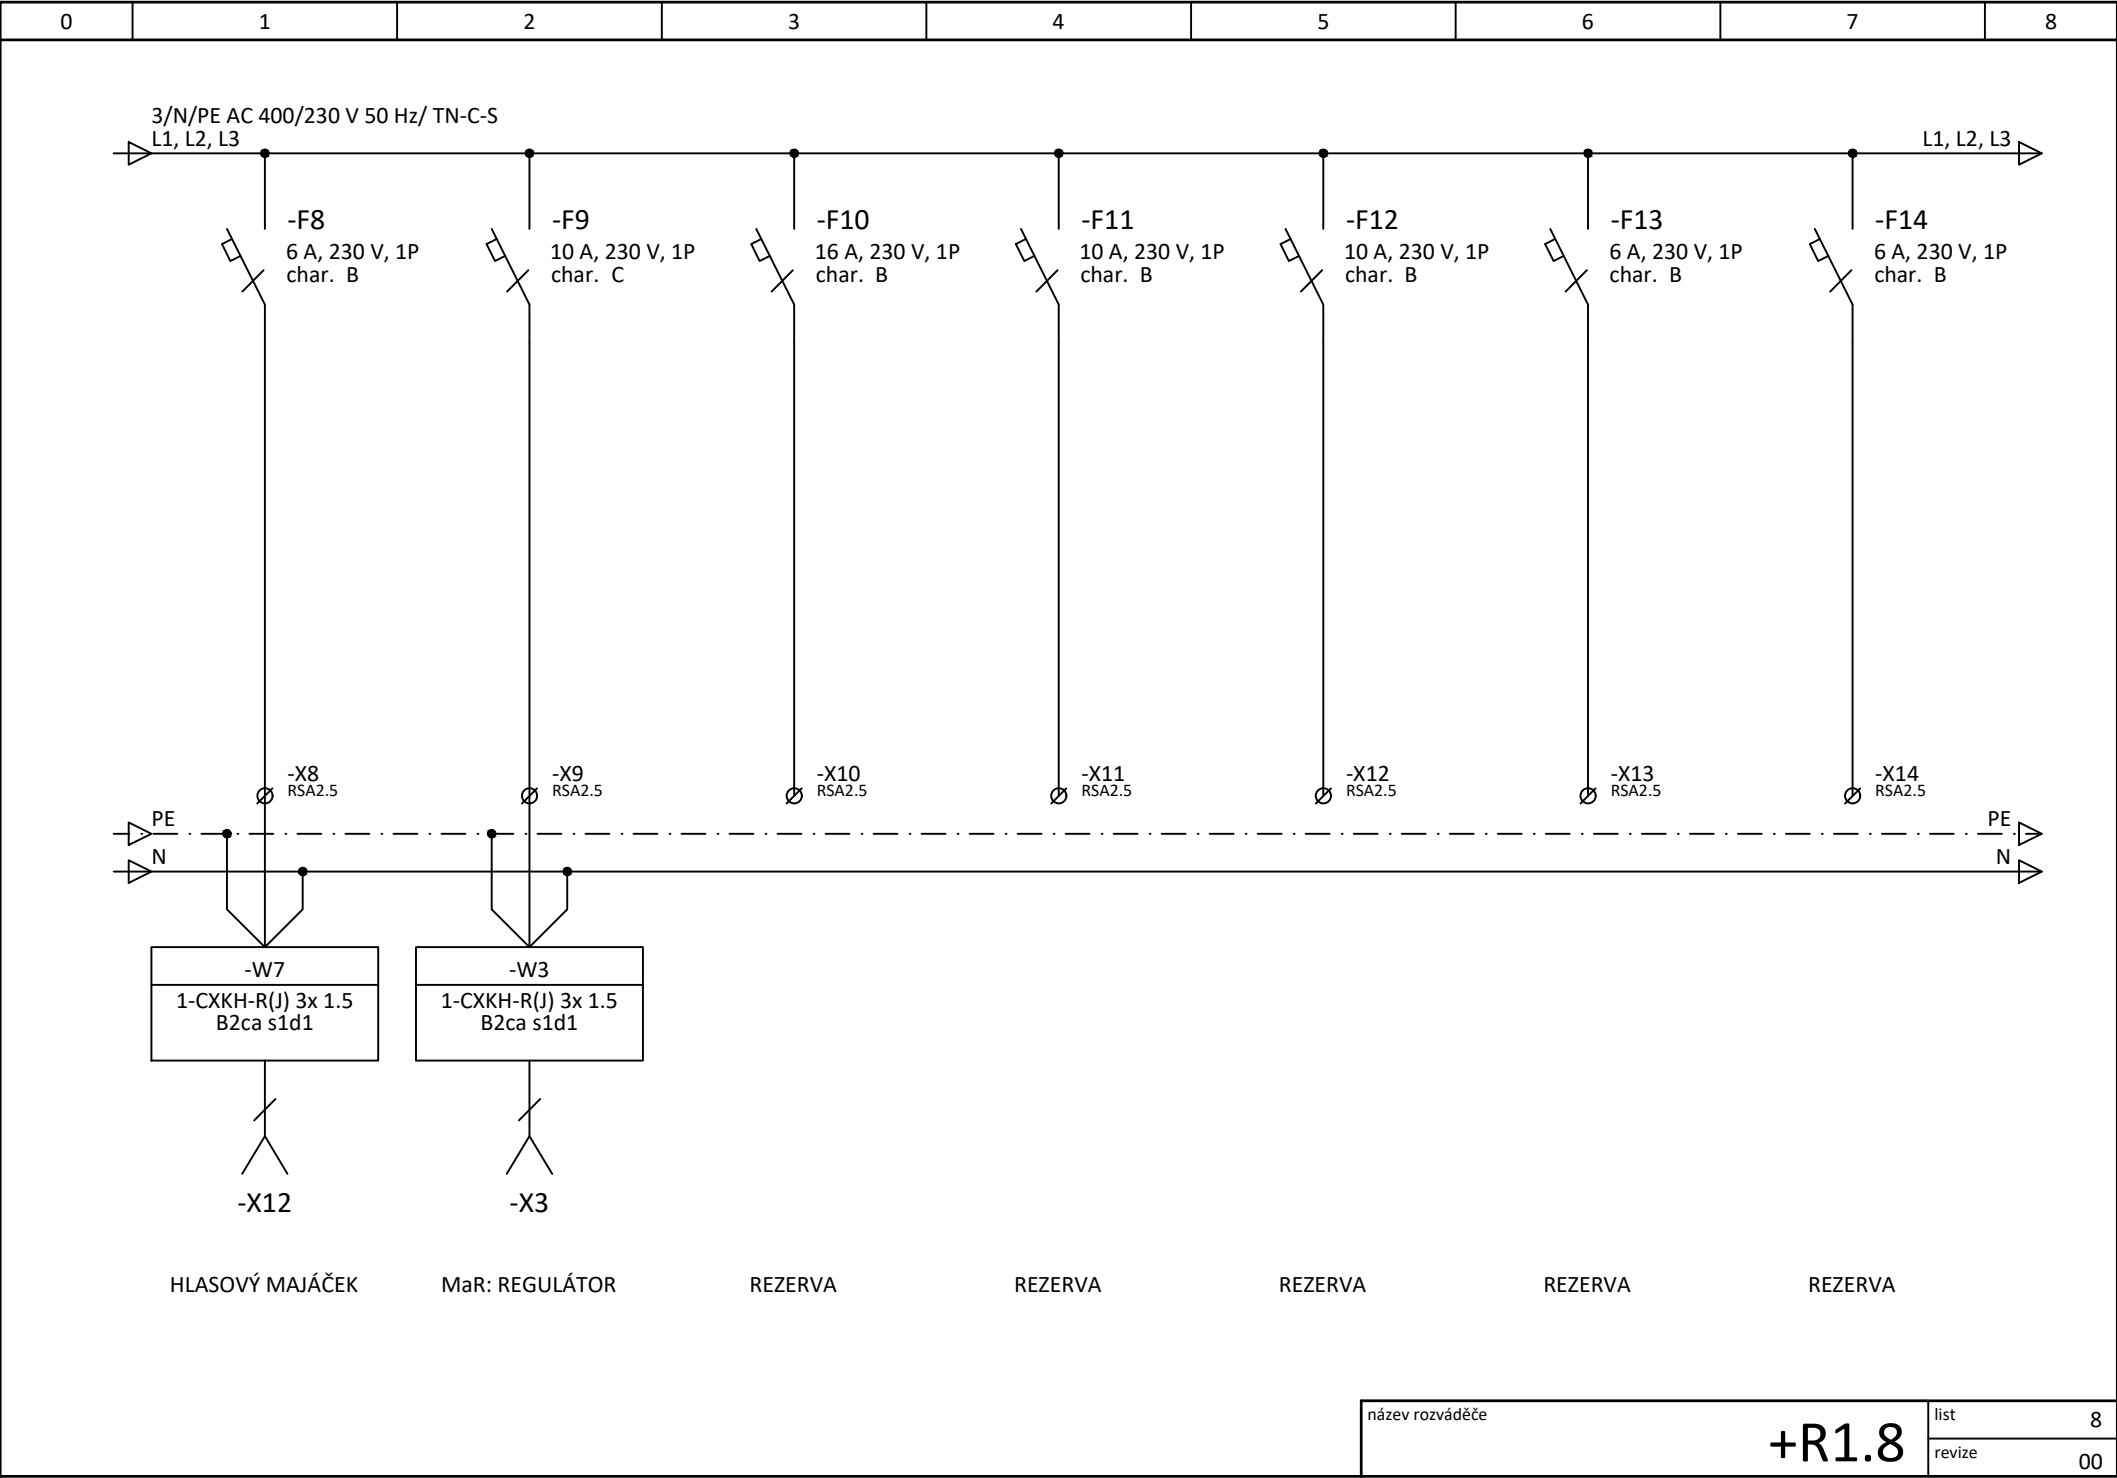 0 1 2 3 4 5 6 7 8
3/N/PE AC 400/230 V 50 Hz/ TN-C-S
L1, L2, L3
L1, L2, L3
-F8
6 A, 230 V, 1P
char. B
-F9
10 A, 230 V, 1P
char. C
-F10
16 A, 230 V, 1P
char. B
-F11
10 A, 230 V, 1P
char. B
-F12
10 A, 230 V, 1P
char. B
-F13
6 A, 230 V, 1P
char. B
-F14
6 A, 230 V, 1P
char. B
-X8
RSA2.5
-X9
RSA2.5
-X10
RSA2.5
-X11
RSA2.5
-X12
RSA2.5
-X13
RSA2.5
-X14
RSA2.5
PE
PE
N
N
-W7
1-CXKH-R(J) 3x 1.5
B2ca s1d1
-W3
1-CXKH-R(J) 3x 1.5
B2ca s1d1
-X12
-X3
HLASOVÝ MAJÁČEK
MaR: REGULÁTOR
REZERVA
REZERVA
REZERVA
REZERVA
REZERVA
název rozváděče
+R1.8
list 8
revize 00